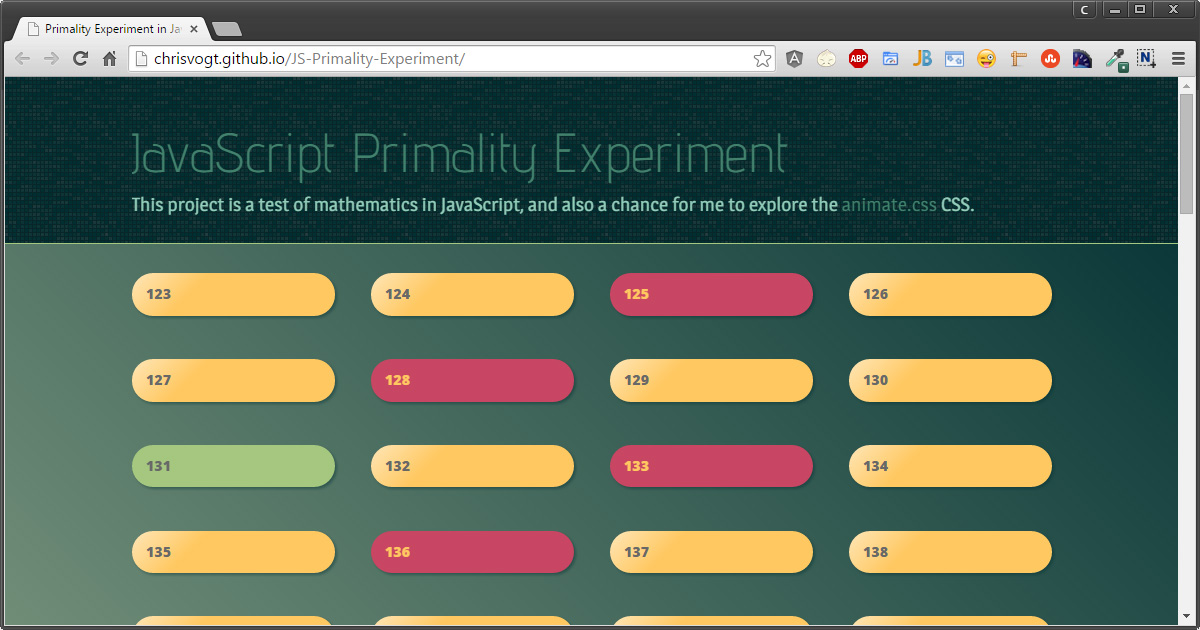 C
Primality Experiment in Ja
chrisvogt.github.io/JS-Primality-Experiment/
ABP
JB
N
JavaScript Primality Experiment
This project is a test of mathematics in JavaScript, and also a chance for me to explore the animate.css CSS.
123 124 125 126
127 128 129 130
131 132 133 134
135 136 137 138